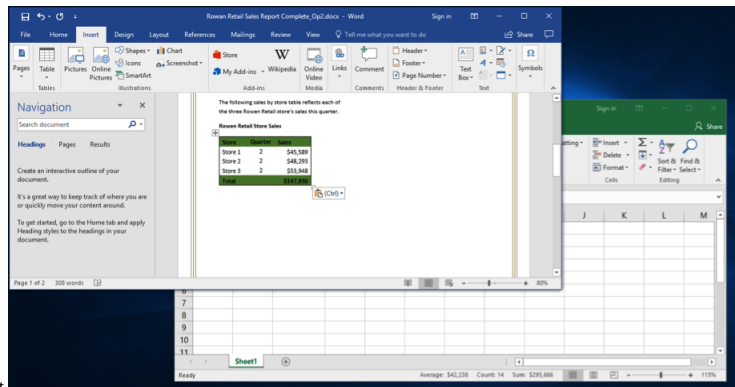 Rowan Retail Sales Report Complete_Op2.docx - Word
Sign in
File Home Insert Design Layout References Mailings Review View Tell me what you want to do Share
Pages
Table
Pictures
Online Pictures
Shapes
Icons
SmartArt
Chart
Screenshot
Store
My Add-ins
Wikipedia
Online Video
Links
Comment
Header
Footer
Page Number
Text Box
Symbols
Tables Illustrations Add-ins Media Comments Header & Footer Text
Navigation
Search document
Headings Pages Results
Create an interactive outline of your
document.
It's a great way to keep track of where you are
or quickly move your content around.
To get started, go to the Home tab and apply
Heading styles to the headings in your
document.
The following sales by store table reflects each of
the three Rowan Retail store's sales this quarter.
Rowen Retail Store Sales
Store Quarter Sales
Store 1 2 $45,589
Store 2 2 $48,293
Store 3 2 $53,948
Total $147,830
(Ctrl)
Page 1 of 2 308 words
80%
Sign in
Share
Insert
Delete
Format
Sort & Filter
Find & Select
Cells Editing
J K L M
7
8
9
10
11
Sheet1
Ready
Average: $42,238 Count: 14 Sum: $295,666
115%